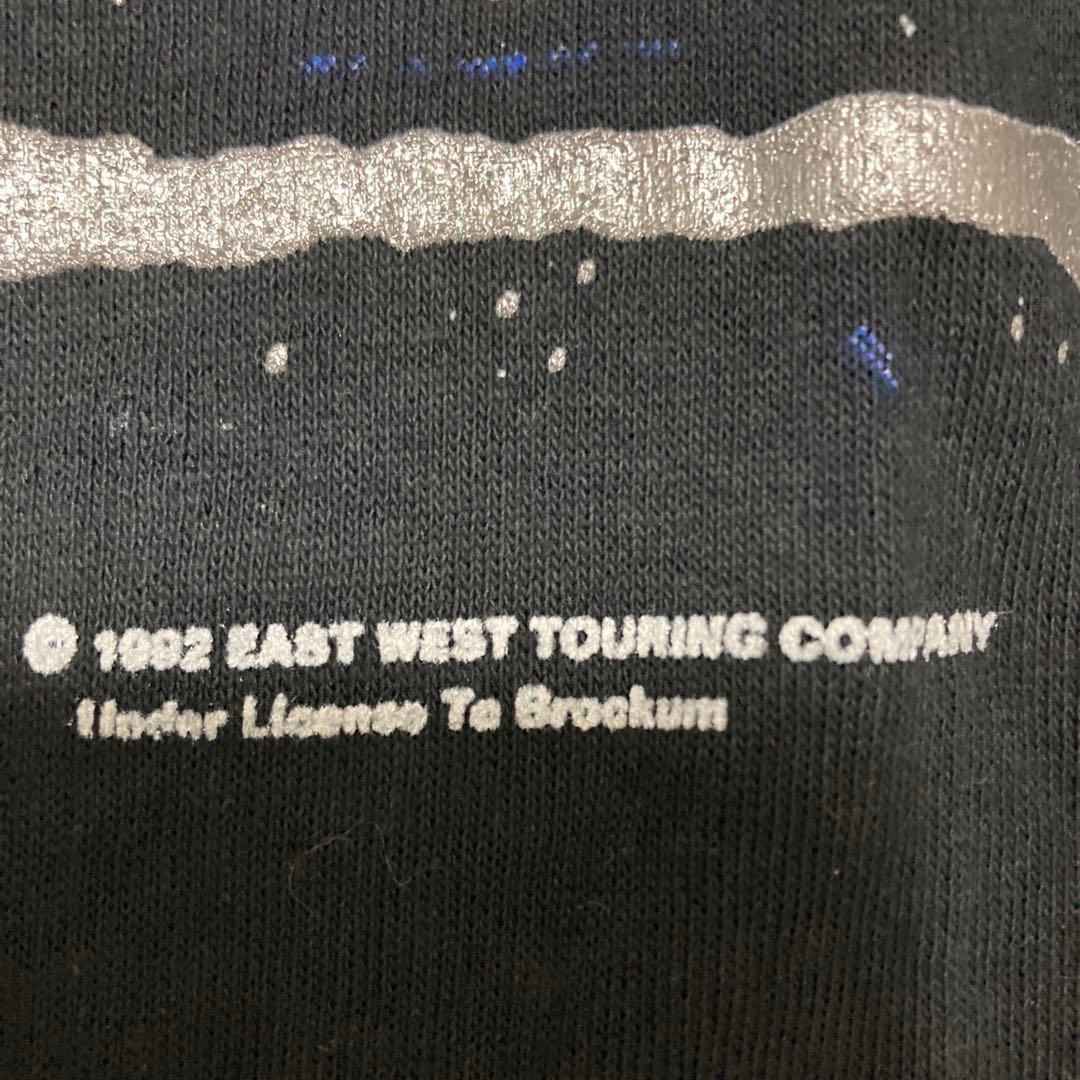 © 1992 EAST WEST TOURING COMPANY
Under License To Brockum